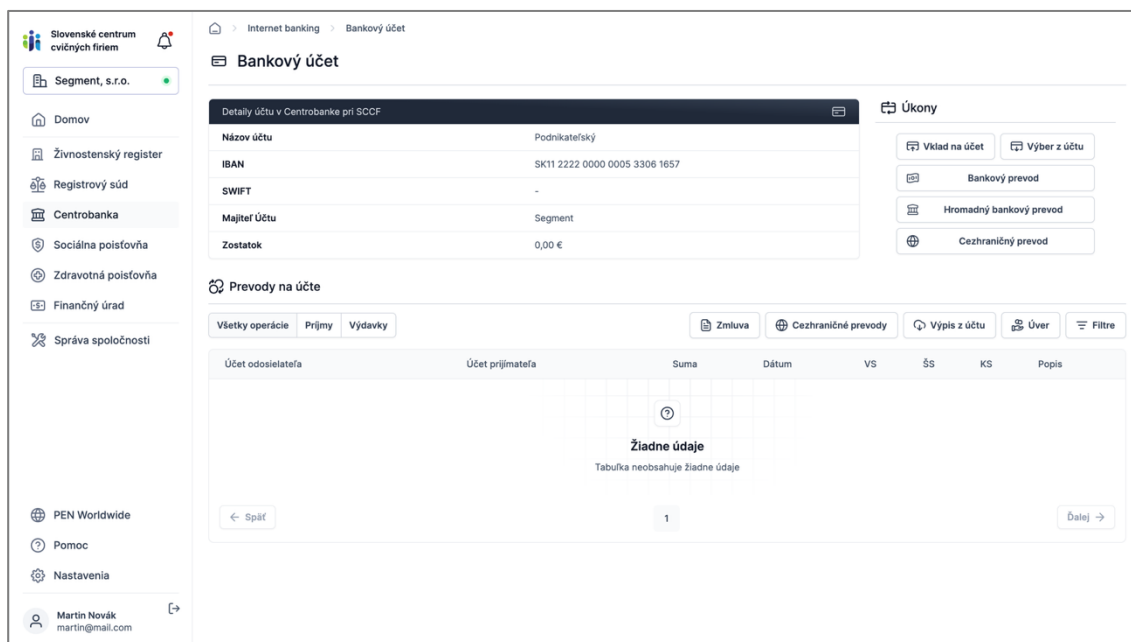 Slovenské centrum
cvičných firiem
Segment, s.r.o.
Domov
Živnostenský register
Registrový súd
Centrobanka
Sociálna poisťovňa
Zdravotná poisťovňa
Finančný úrad
Správa spoločnosti
PEN Worldwide
Pomoc
Nastavenia
Martin Novák
martin@mail.com
Internet banking > Bankový účet
Bankový účet
Detaily účtu v Centrobanke pri SCCF
Názov účtu Podnikateľský
IBAN SK11 2222 0000 0005 3306 1657
SWIFT -
Majiteľ Účtu Segment
Zostatok 0,00 €
Úkony
Vklad na účet Výber z účtu
Bankový prevod
Hromadný bankový prevod
Cezhraničný prevod
Prevody na účte
Všetky operácie Príjmy Výdavky Zmluva Cezhraničné prevody Výpis z účtu Úver Filtre
Účet odosielateľa Účet prijímateľa Suma Dátum VS ŠS KS Popis
Žiadne údaje
Tabuľka neobsahuje žiadne údaje
← Späť 1 Ďalej →